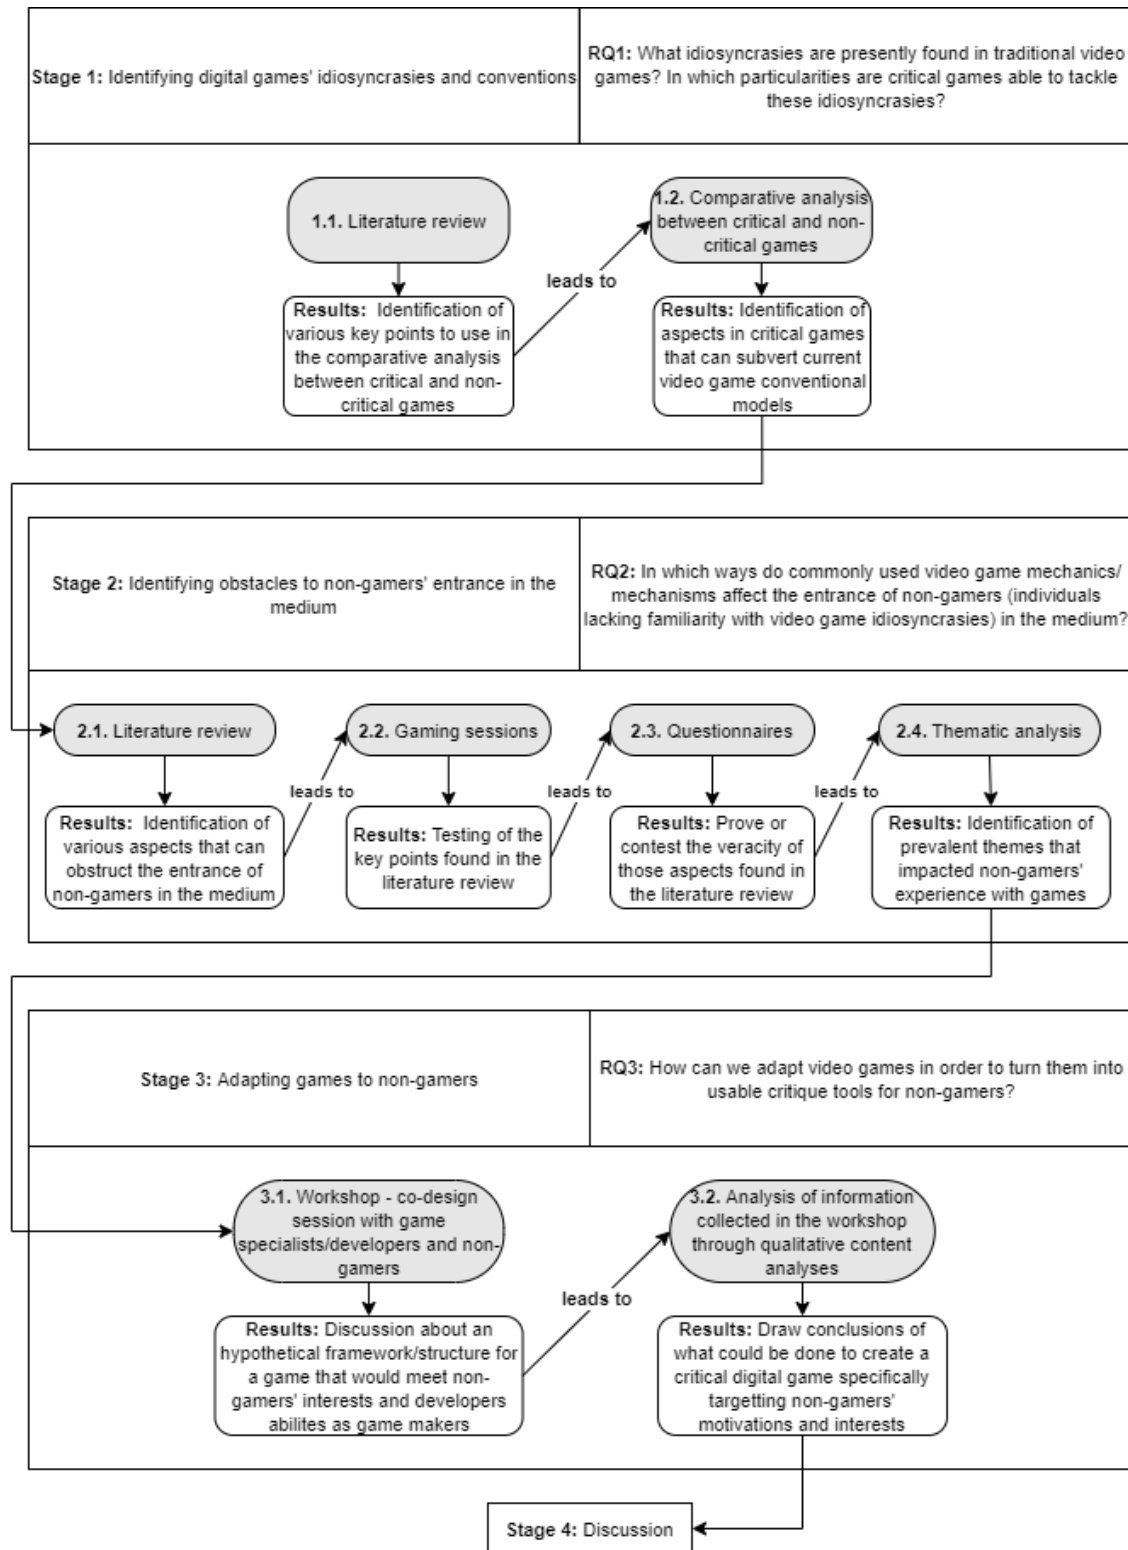 Stage 1: Identifying digital games' idiosyncrasies and conventions
RQ1: What idiosyncrasies are presently found in traditional video
games? In which particularities are critical games able to tackle
these idiosyncrasies?
1.1. Literature review
1.2. Comparative analysis
between critical and non-
critical games
leads to
Results: Identification of
various key points to use in
the comparative analysis
between critical and non-
critical games
Results: Identification of
aspects in critical games
that can subvert current
video game conventional
models
Stage 2: Identifying obstacles to non-gamers' entrance in the
medium
RQ2: In which ways do commonly used video game mechanics/
mechanisms affect the entrance of non-gamers (individuals
lacking familiarity with video game idiosyncrasies) in the medium?
2.1. Literature review
2.2. Gaming sessions
2.3. Questionnaires
2.4. Thematic analysis
leads to
leads to
leads to
Results: Identification of
various aspects that can
obstruct the entrance of
non-gamers in the medium
Results: Testing of the
key points found in the
literature review
Results: Prove or
contest the veracity of
those aspects found in
the literature review
Results: Identification of
prevalent themes that
impacted non-gamers'
experience with games
Stage 3: Adapting games to non-gamers
RQ3: How can we adapt video games in order to turn them into
usable critique tools for non-gamers?
3.1. Workshop - co-design
session with game
specialists/developers and non-
gamers
3.2. Analysis of information
collected in the workshop
through qualitative content
analyses
leads to
Results: Discussion about an
hypothetical framework/structure for
a game that would meet non-
gamers' interests and developers
abilites as game makers
Results: Draw conclusions of
what could be done to create a
critical digital game specifically
targetting non-gamers'
motivations and interests
Stage 4: Discussion